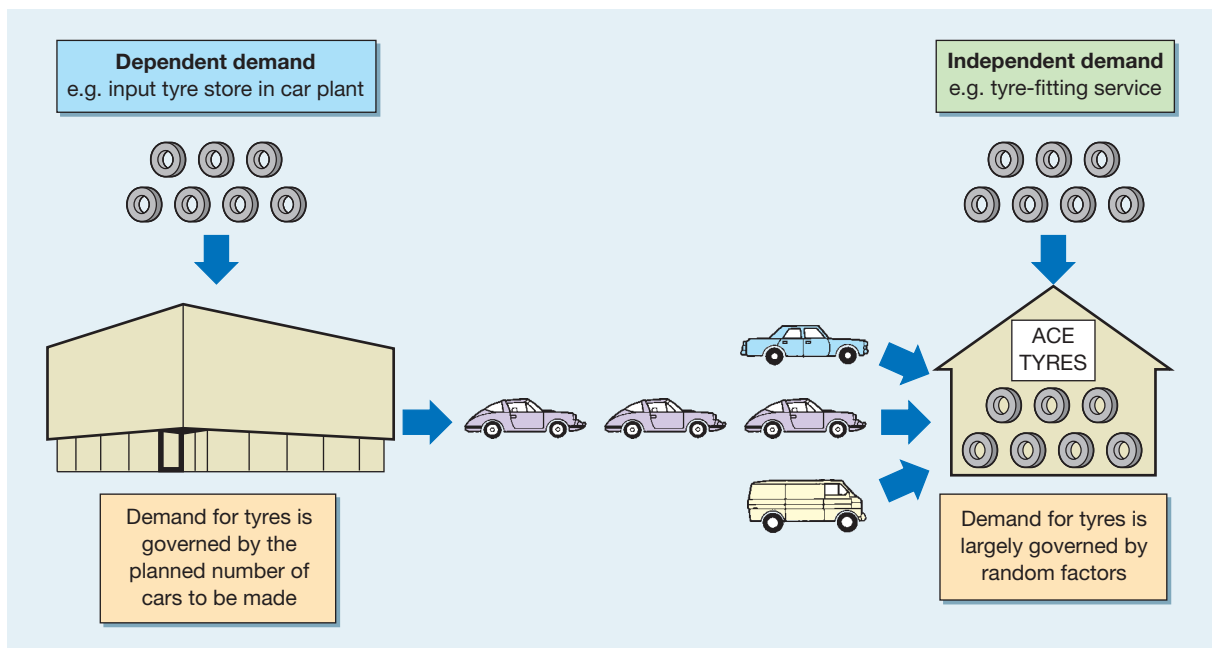 Dependent demand
e.g. input tyre store in car plant
Independent demand
e.g. tyre-fitting service
ACE
TYRES
Demand for tyres is
governed by the
planned number of
cars to be made
Demand for tyres is
largely governed by
random factors